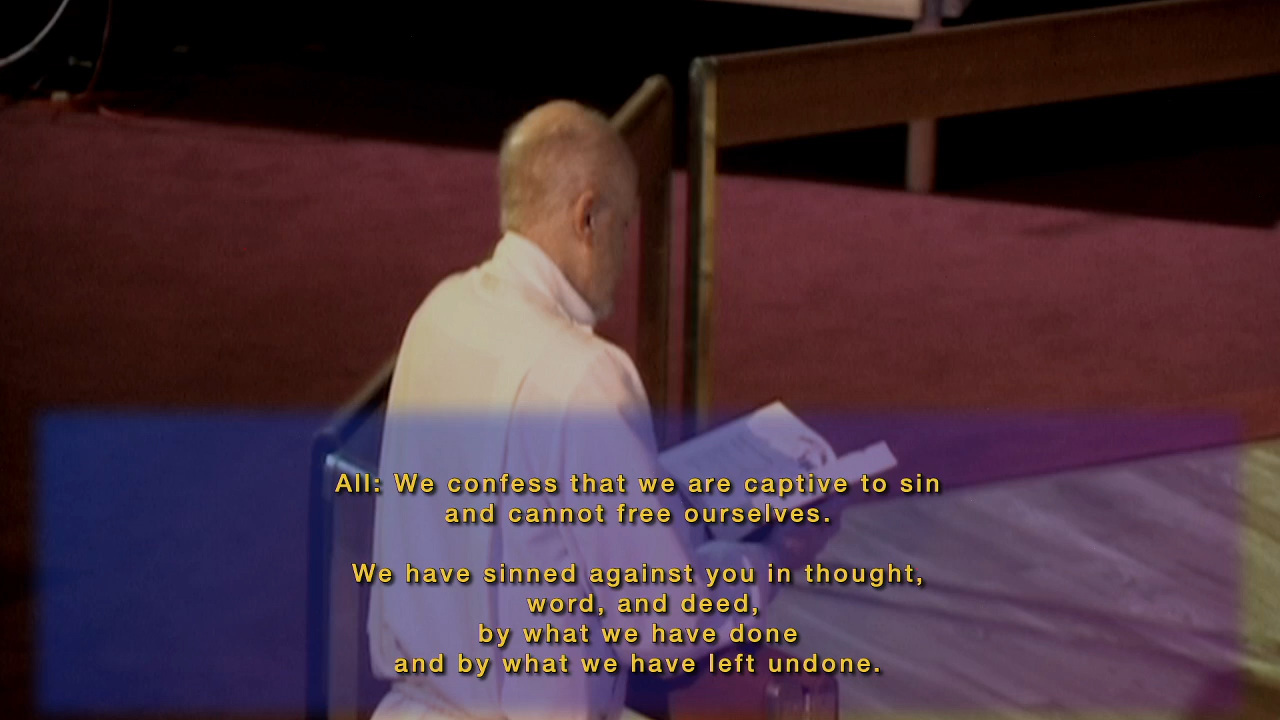 All: We confess that we are captive to sin
and cannot free ourselves.
We have sinned against you in thought,
word, and deed,
by what we have done
and by what we have left undone.